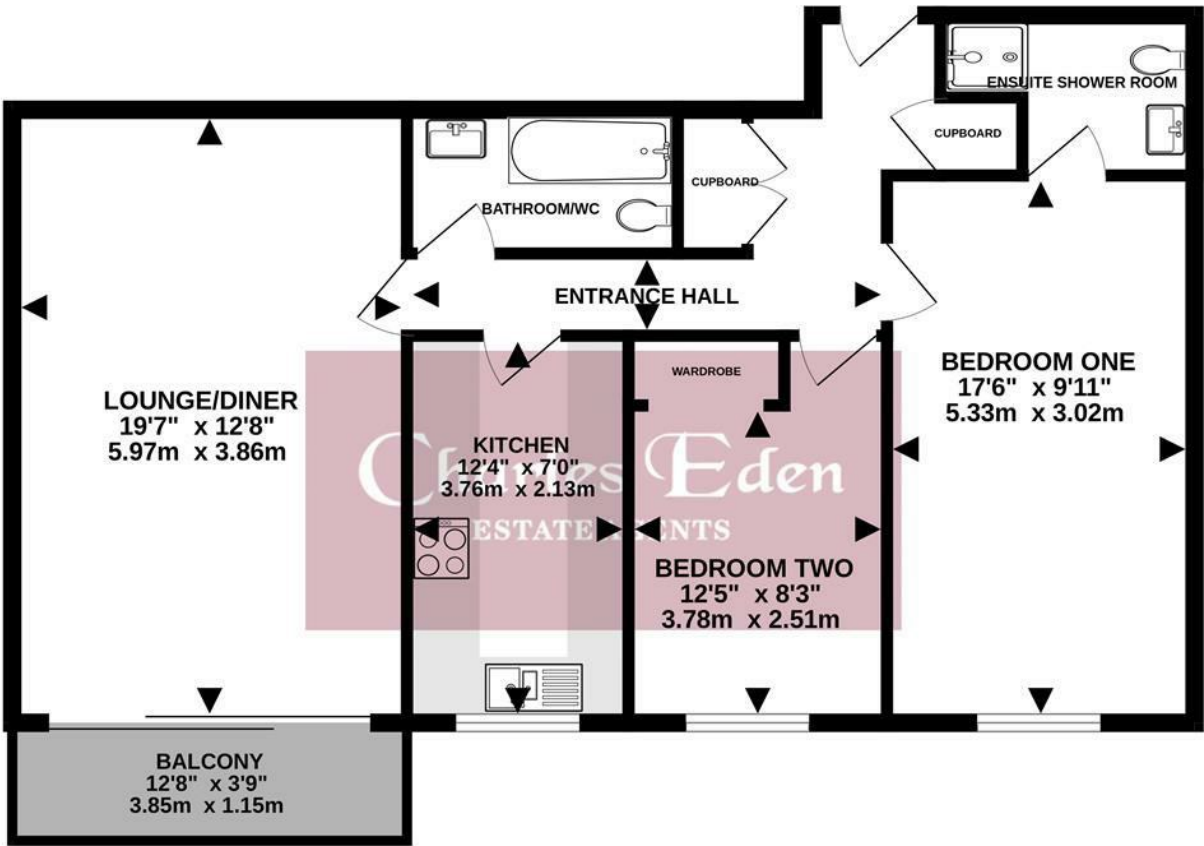 ENSUITE SHOWER ROOM
CUPBOARD
CUPBOARD
BATHROOM/WC
ENTRANCE HALL
LOUNGE/DINER
19'7" x 12'8"
5.97m x 3.86m
KITCHEN
12'4" x 7'0"
3.76m x 2.13m
WARDROBE
BEDROOM ONE
17'6" x 9'11"
5.33m x 3.02m
Charles Eden
ESTATE AGENTS
BEDROOM TWO
12'5" x 8'3"
3.78m x 2.51m
BALCONY
12'8" x 3'9"
3.85m x 1.15m